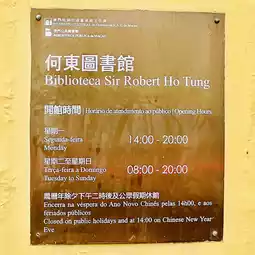 何東圖書館
Biblioteca Sir Robert Ho Tung
開館時間 | Horário de atendimento ao público | Opening Hours
星期一
Segunda-feira
Monday
14:00 - 20:00
星期二至星期日
Terça-feira a Domingo
Tuesday to Sunday
08:00 - 20:00
農曆年除夕下午二時後及公眾假期休館
Encerra na véspera do Ano Novo Chinês pelas 14h00, e aos
feriados públicos
Closed on public holidays and at 14:00 on Chinese New Year
Eve